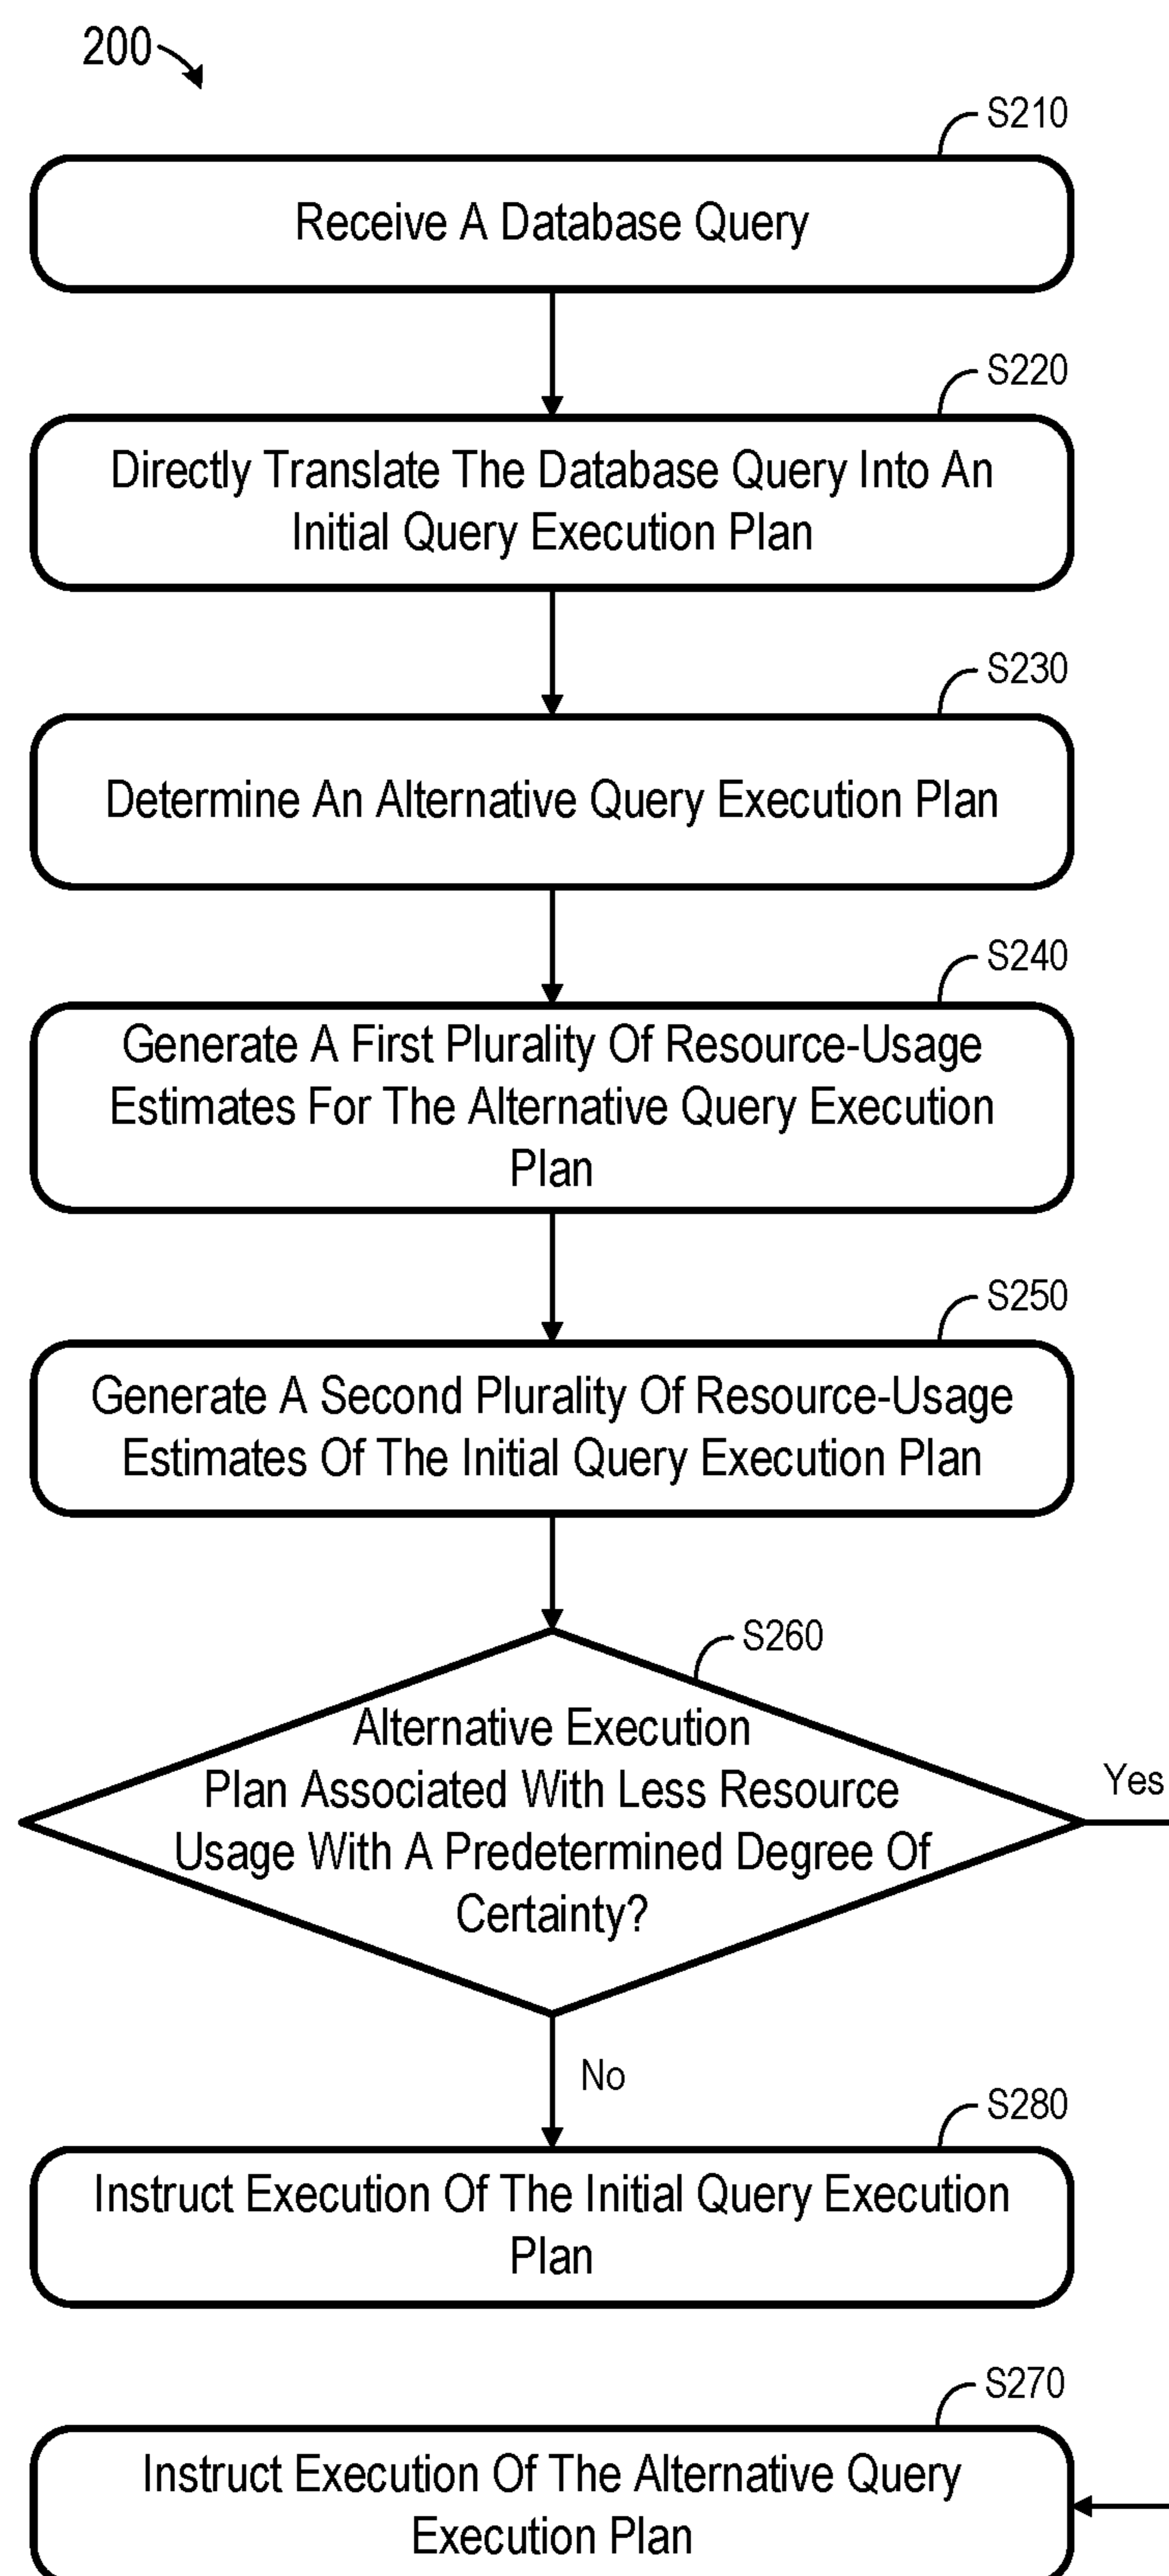 200
S210
Receive A Database Query
S220
Directly Translate The Database Query Into An
Initial Query Execution Plan
S230
Determine An Alternative Query Execution Plan
S240
Generate A First Plurality Of Resource-Usage
Estimates For The Alternative Query Execution
Plan
S250
Generate A Second Plurality Of Resource-Usage
Estimates Of The Initial Query Execution Plan
S260
Alternative Execution
Plan Associated With Less Resource
Usage With A Predetermined Degree Of
Certainty?
Yes
No
S280
Instruct Execution Of The Initial Query Execution
Plan
S270
Instruct Execution Of The Alternative Query
Execution Plan